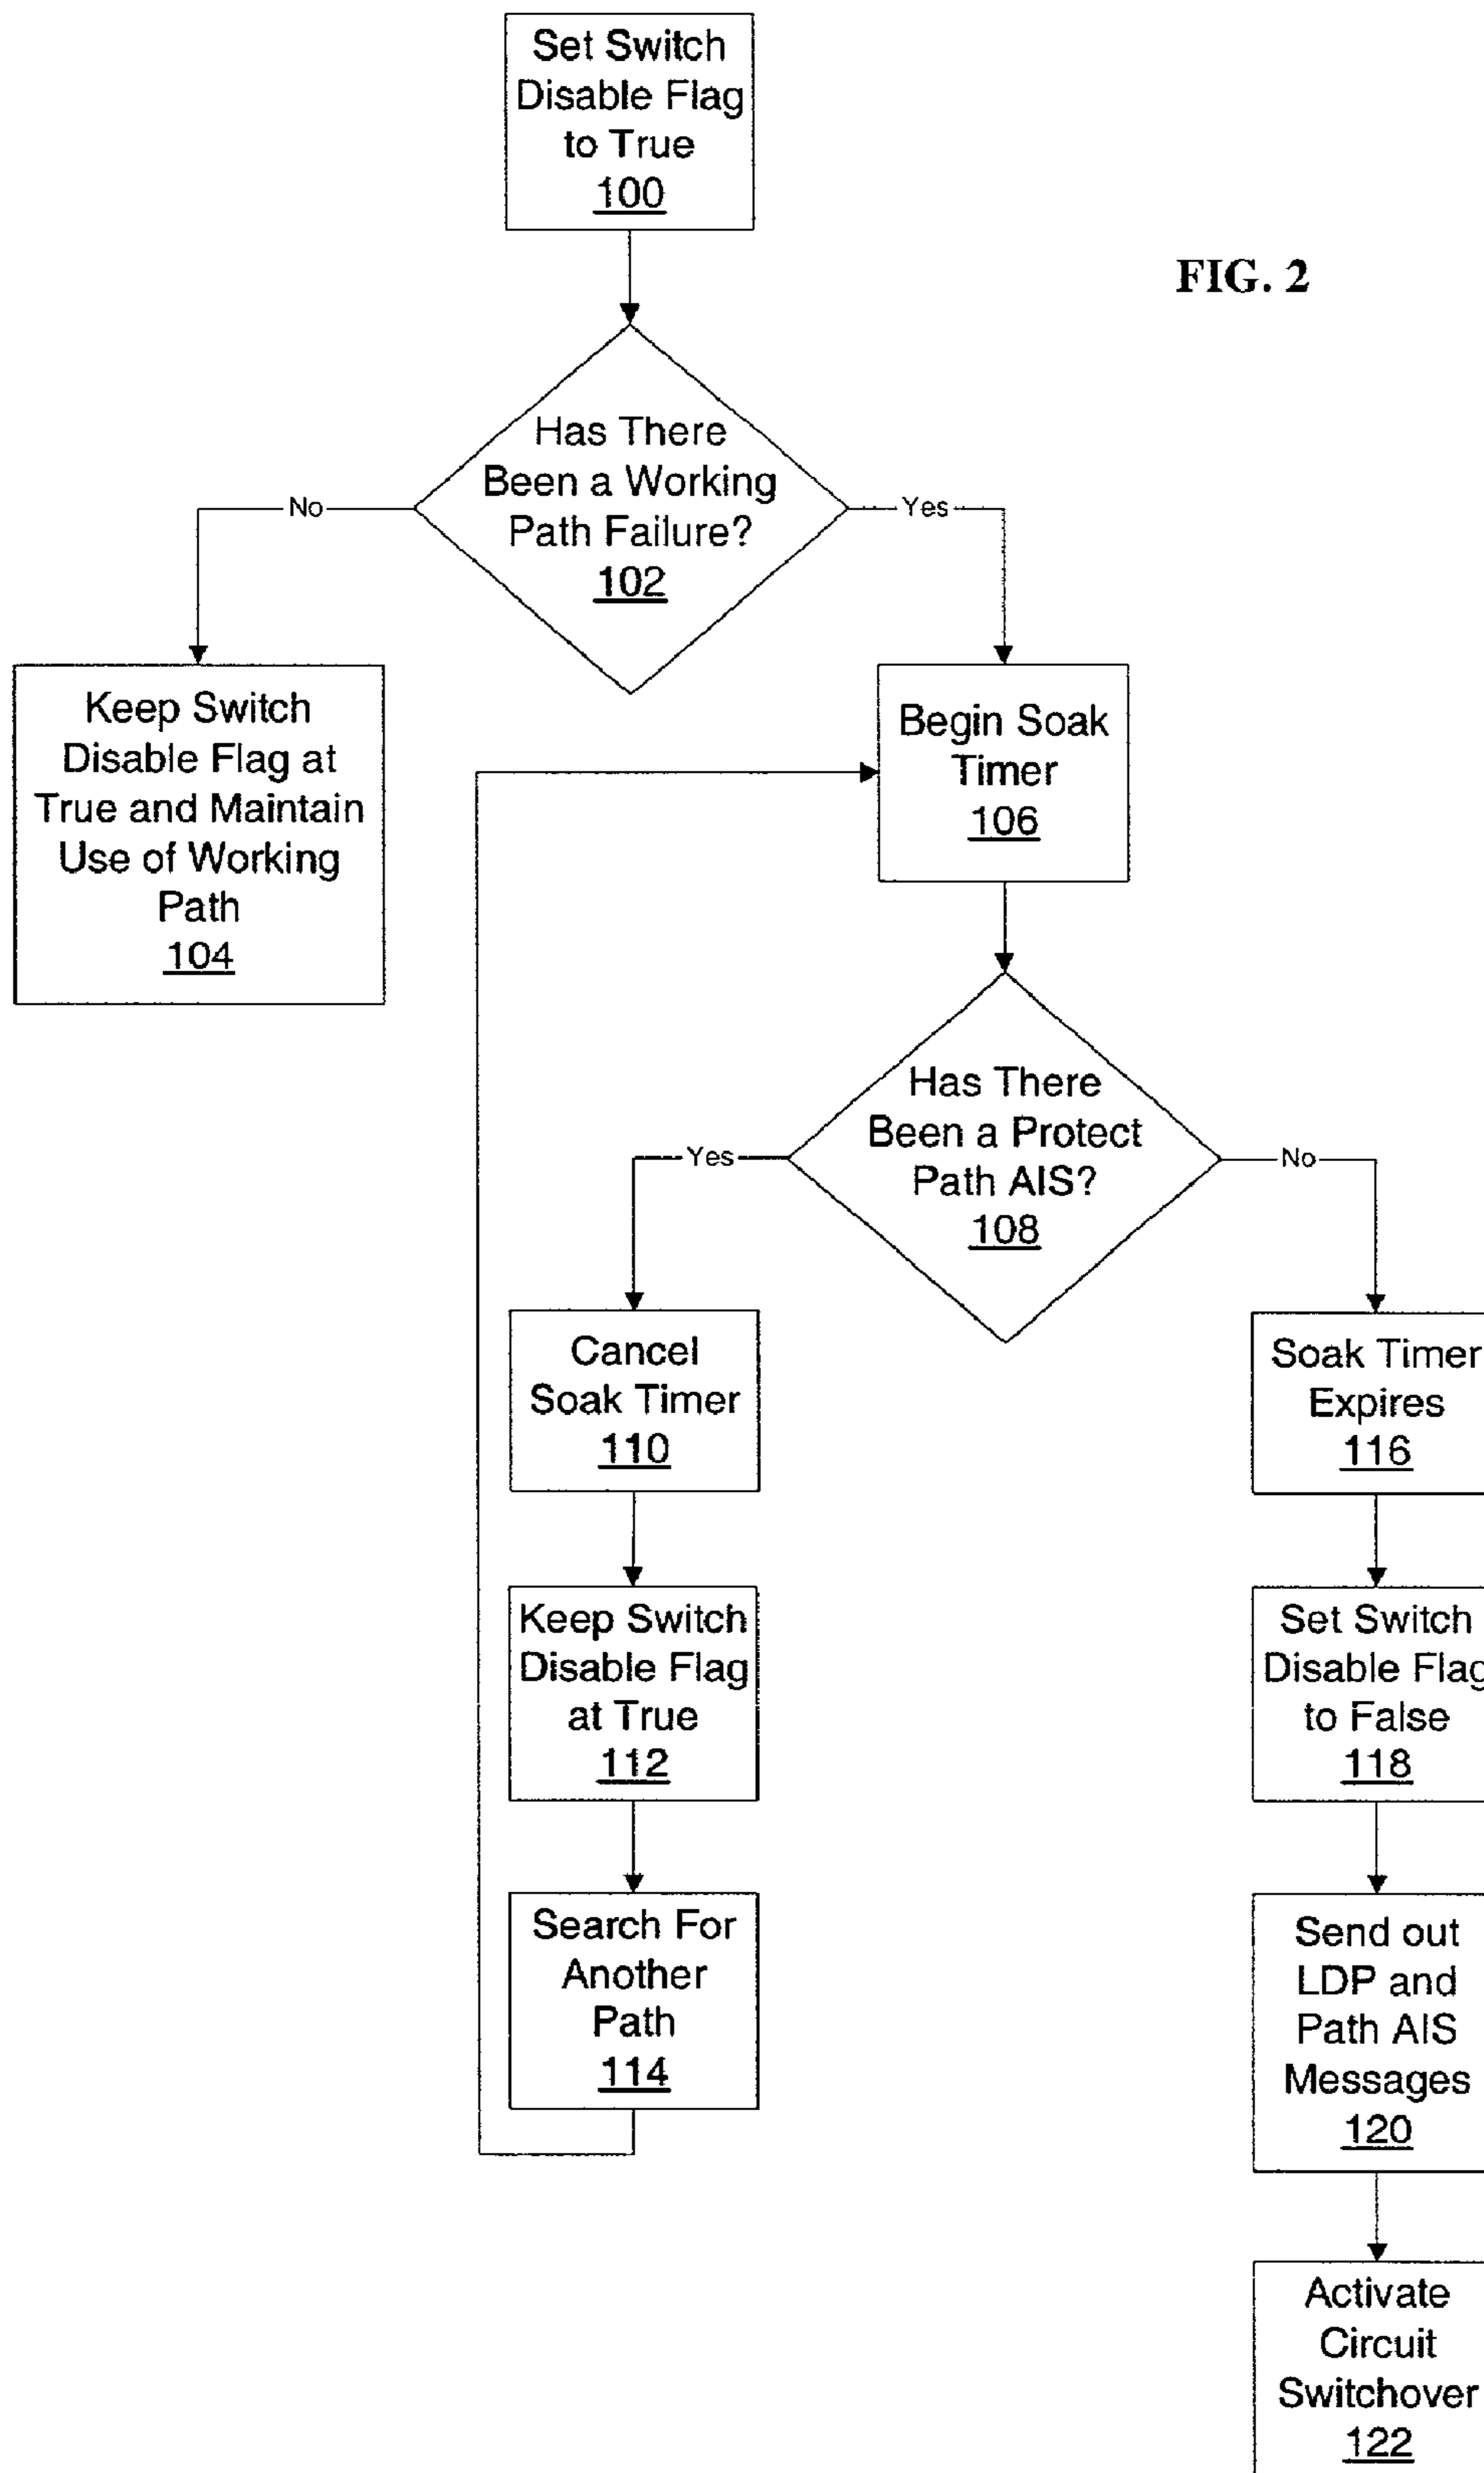 Set Switch
Disable Flag
to True
100
FIG. 2
Has There
Been a Working
Path Failure?
102
No
Yes
Keep Switch
Disable Flag at
True and Maintain
Use of Working
Path
104
Begin Soak
Timer
106
Has There
Been a Protect
Path AIS?
108
Yes
No
Cancel
Soak Timer
110
Soak Timer
Expires
116
Keep Switch
Disable Flag
at True
112
Set Switch
Disable Flag
to False
118
Search For
Another
Path
114
Send out
LDP and
Path AIS
Messages
120
Activate
Circuit
Switchover
122